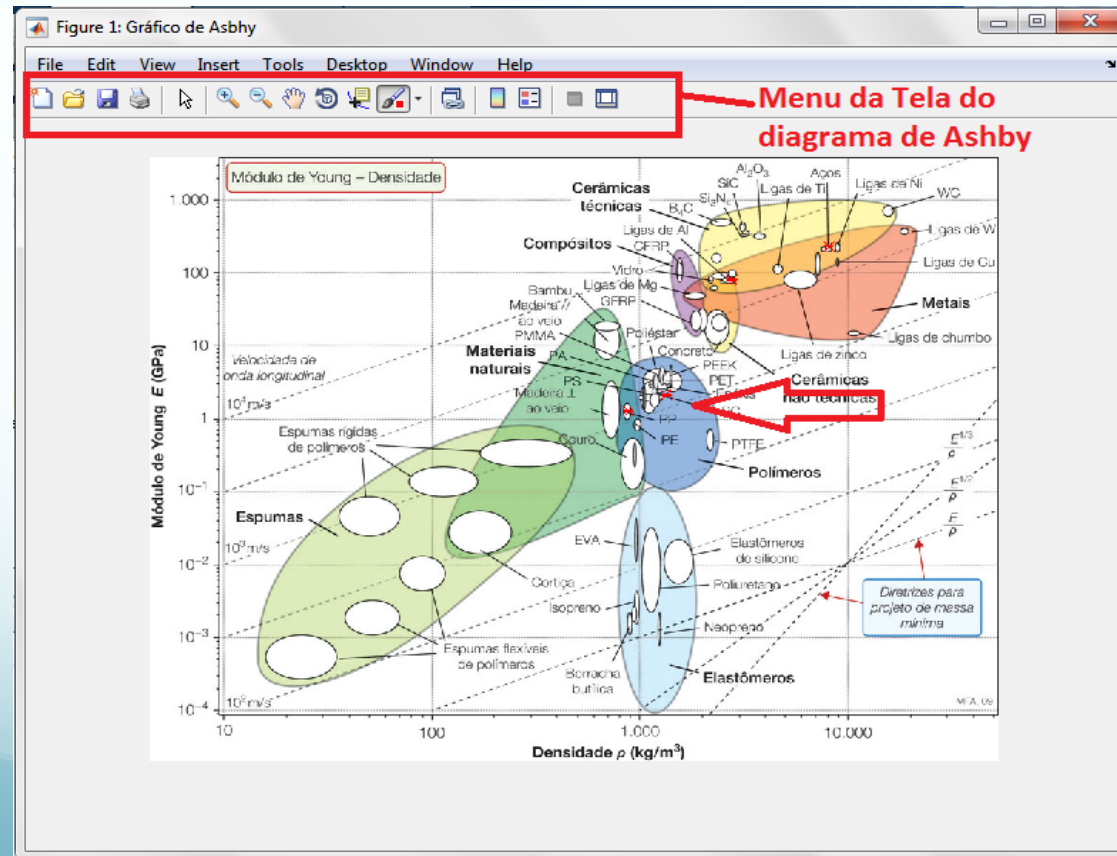 Figure 1: Gráfico de Asbhy
File Edit View Insert Tools Desktop Window Help
Menu da Tela do
diagrama de Ashby
Módulo de Young – Densidade
Módulo de Young E (GPa)
1.000
100
10
1
10⁻¹
10⁻²
10⁻³
10⁻⁴
Cerâmicas
técnicas
B₄C
Si₃N₄
SiC
Al₂O₃
Ligas de Ti
Aços
Ligas de Ni
WC
Ligas de W
Ligas de Cu
Metais
Ligas de chumbo
Ligas de zinco
Compósitos
Ligas de Al
CFRP
Vidro
Ligas de Mg
GFRP
Bambu
Madeira //
ao veio
PMMA
Poliéster
Concreto
PEEK
PET
Materiais
naturais
PA
PS
Madeira ⊥
ao veio
PP
PE
Couro
PTFE
Polímeros
Cerâmicas
não técnicas
Velocidade de
onda longitudinal
10⁴ m/s
10³ m/s
10² m/s
Espumas rígidas
de polímeros
Espumas
Cortiça
Espumas flexíveis
de polímeros
EVA
Isopreno
Borracha
butílica
Elastômeros
de silicone
Poliuretano
Neopreno
Elastômeros
E^1/3
ρ
E^1/2
ρ
E
ρ
Diretrizes para
projeto de massa
mínima
MFA, 09
10 100 1.000 10.000
Densidade ρ (kg/m³)